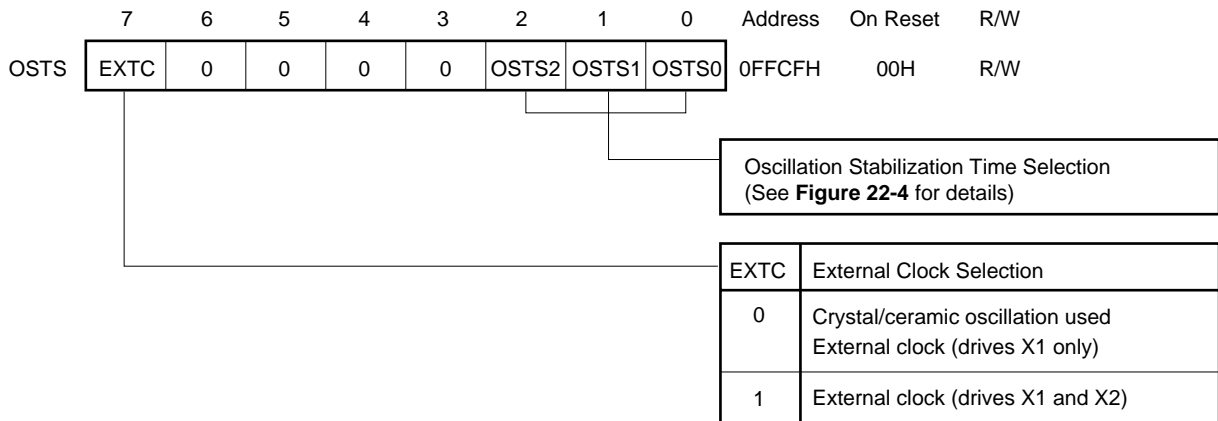 7 6 5 4 3 2 1 0 Address On Reset R/W
OSTS EXTC 0 0 0 0 OSTS2 OSTS1 OSTS0 0FFCFH 00H R/W
Oscillation Stabilization Time Selection
(See Figure 22-4 for details)
EXTC External Clock Selection
0 Crystal/ceramic oscillation used
External clock (drives X1 only)
1 External clock (drives X1 and X2)